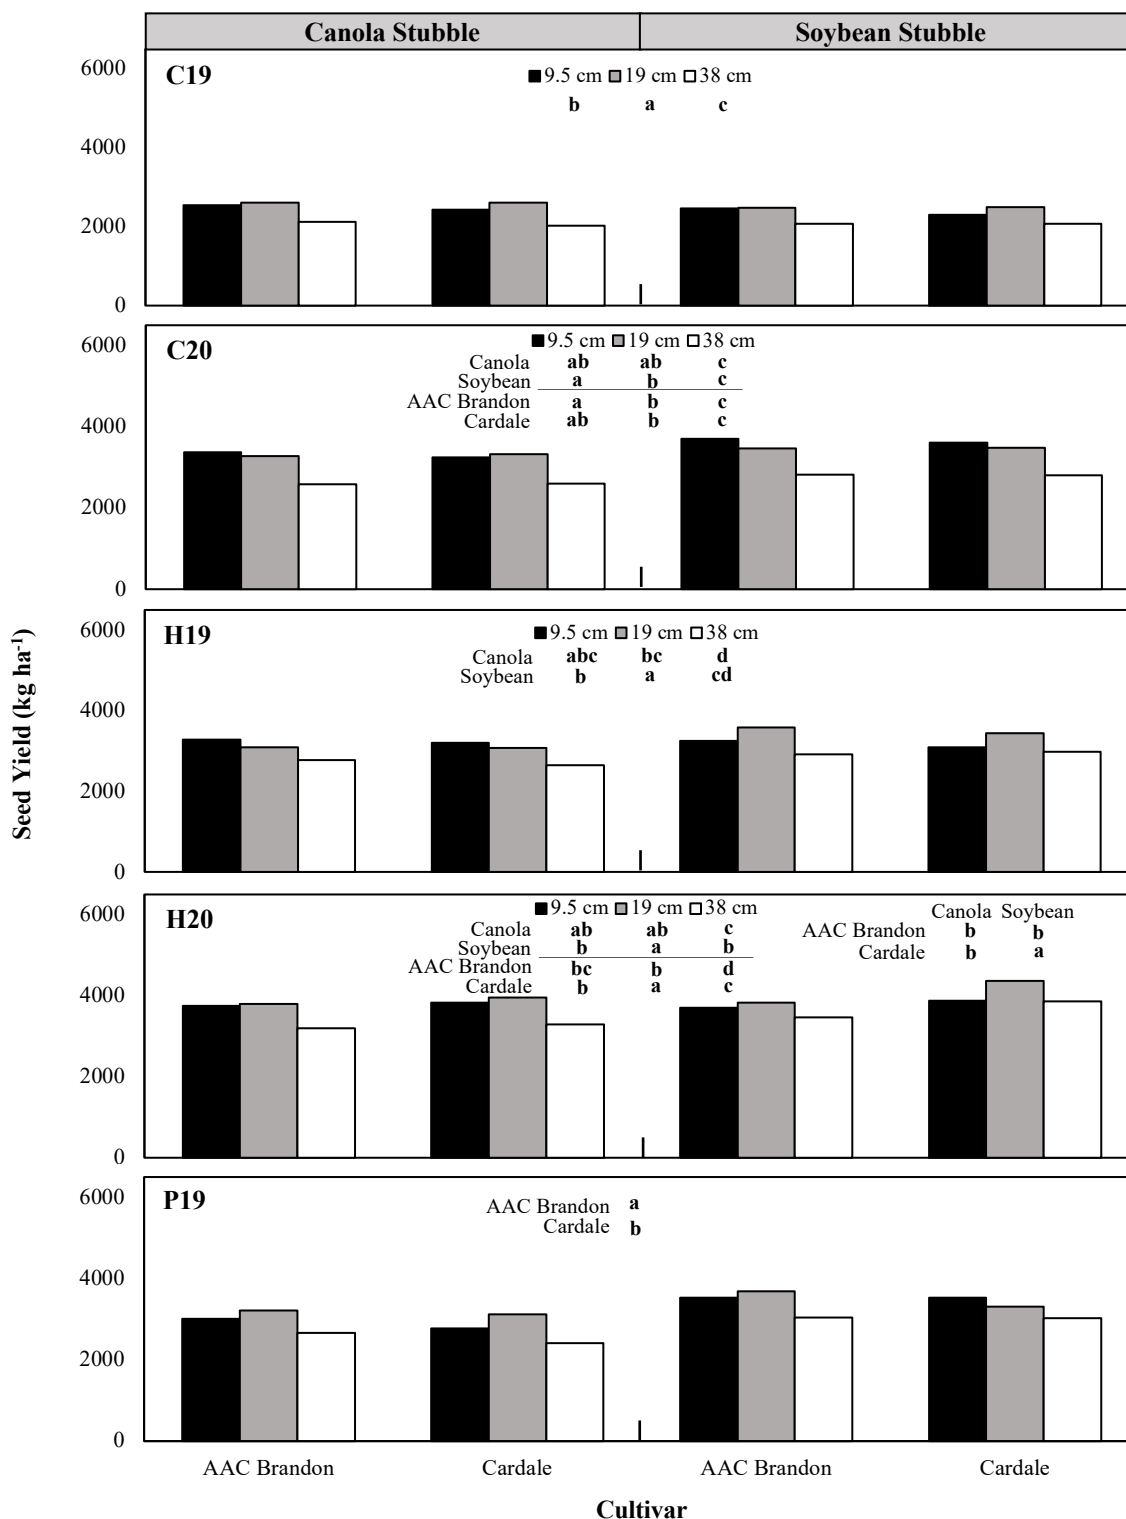 Canola Stubble Soybean Stubble
C19
9.5 cm 19 cm 38 cm
b a c
6000
4000
2000
0
C20
9.5 cm 19 cm 38 cm
Canola ab ab c
Soybean a b c
AAC Brandon a b c
Cardale ab b c
6000
4000
2000
0
H19
9.5 cm 19 cm 38 cm
Canola abc bc d
Soybean b a cd
6000
4000
2000
0
H20
9.5 cm 19 cm 38 cm
Canola ab ab c
Soybean b a b
AAC Brandon bc b d
Cardale b a c
Canola Soybean
AAC Brandon b b
Cardale b a
6000
4000
2000
0
P19
AAC Brandon a
Cardale b
6000
4000
2000
0
AAC Brandon Cardale AAC Brandon Cardale
Cultivar
Seed Yield (kg ha⁻¹)